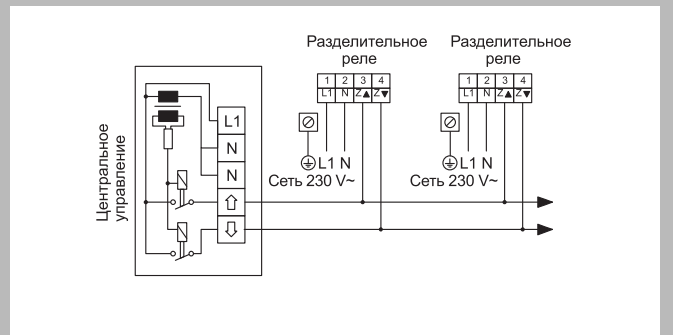 Разделительное
реле
1 2 3 4
L1 N Z▲ Z▼
L1 N
Сеть 230 V~
Разделительное
реле
1 2 3 4
L1 N Z▲ Z▼
L1 N
Сеть 230 V~
Центральное
управление
L1
N
N